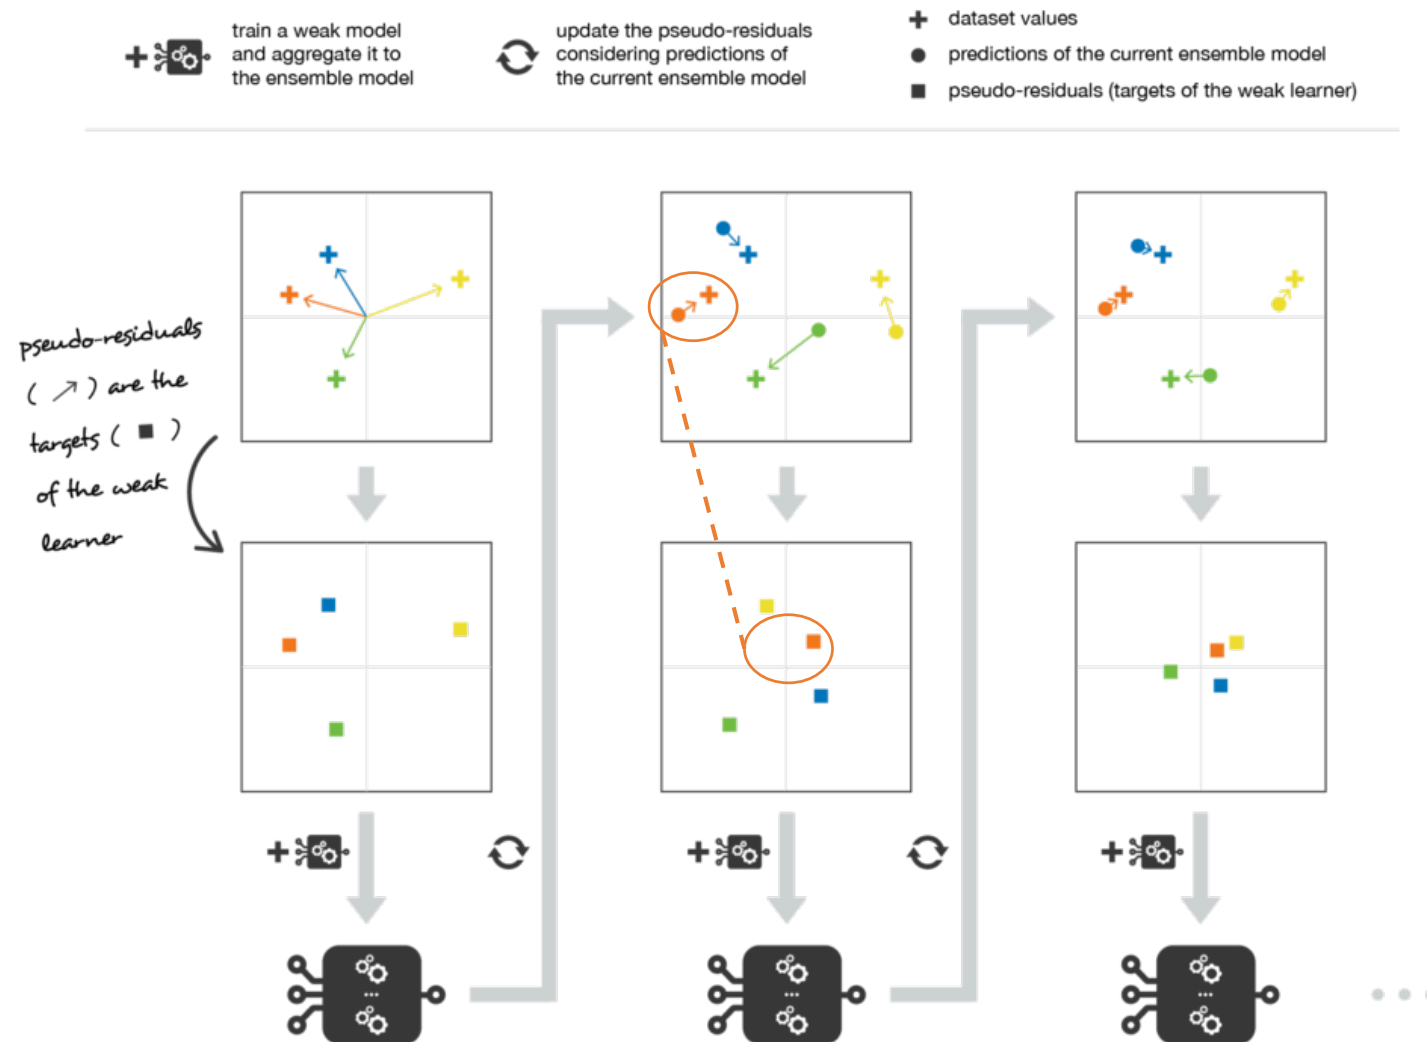 train a weak model
and aggregate it to
the ensemble model
update the pseudo-residuals
considering predictions of
the current ensemble model
dataset values
predictions of the current ensemble model
pseudo-residuals (targets of the weak learner)
pseudo-residuals
( ↗ ) are the
targets ( ■ )
of the weak
learner